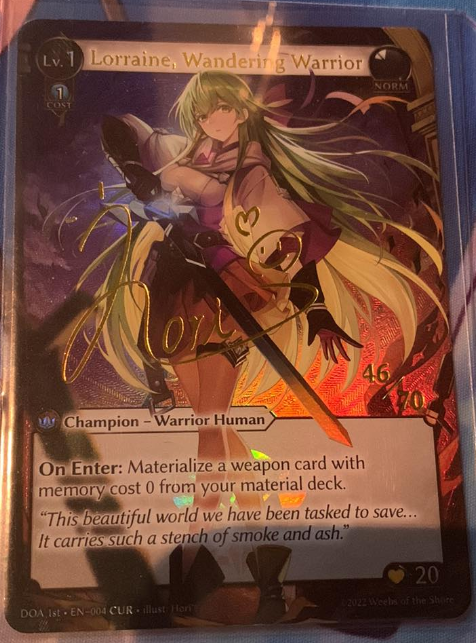 Lv.1 Lorraine, Wandering Warrior
1
COST
NORM
Hori
46
70
Champion – Warrior Human
On Enter: Materialize a weapon card with
memory cost 0 from your material deck.
"This beautiful world we have been tasked to save...
It carries such a stench of smoke and ash."
20
DOA 1st • EN-004 CUR • illust: Hori
©2022 Weebs of the Shore